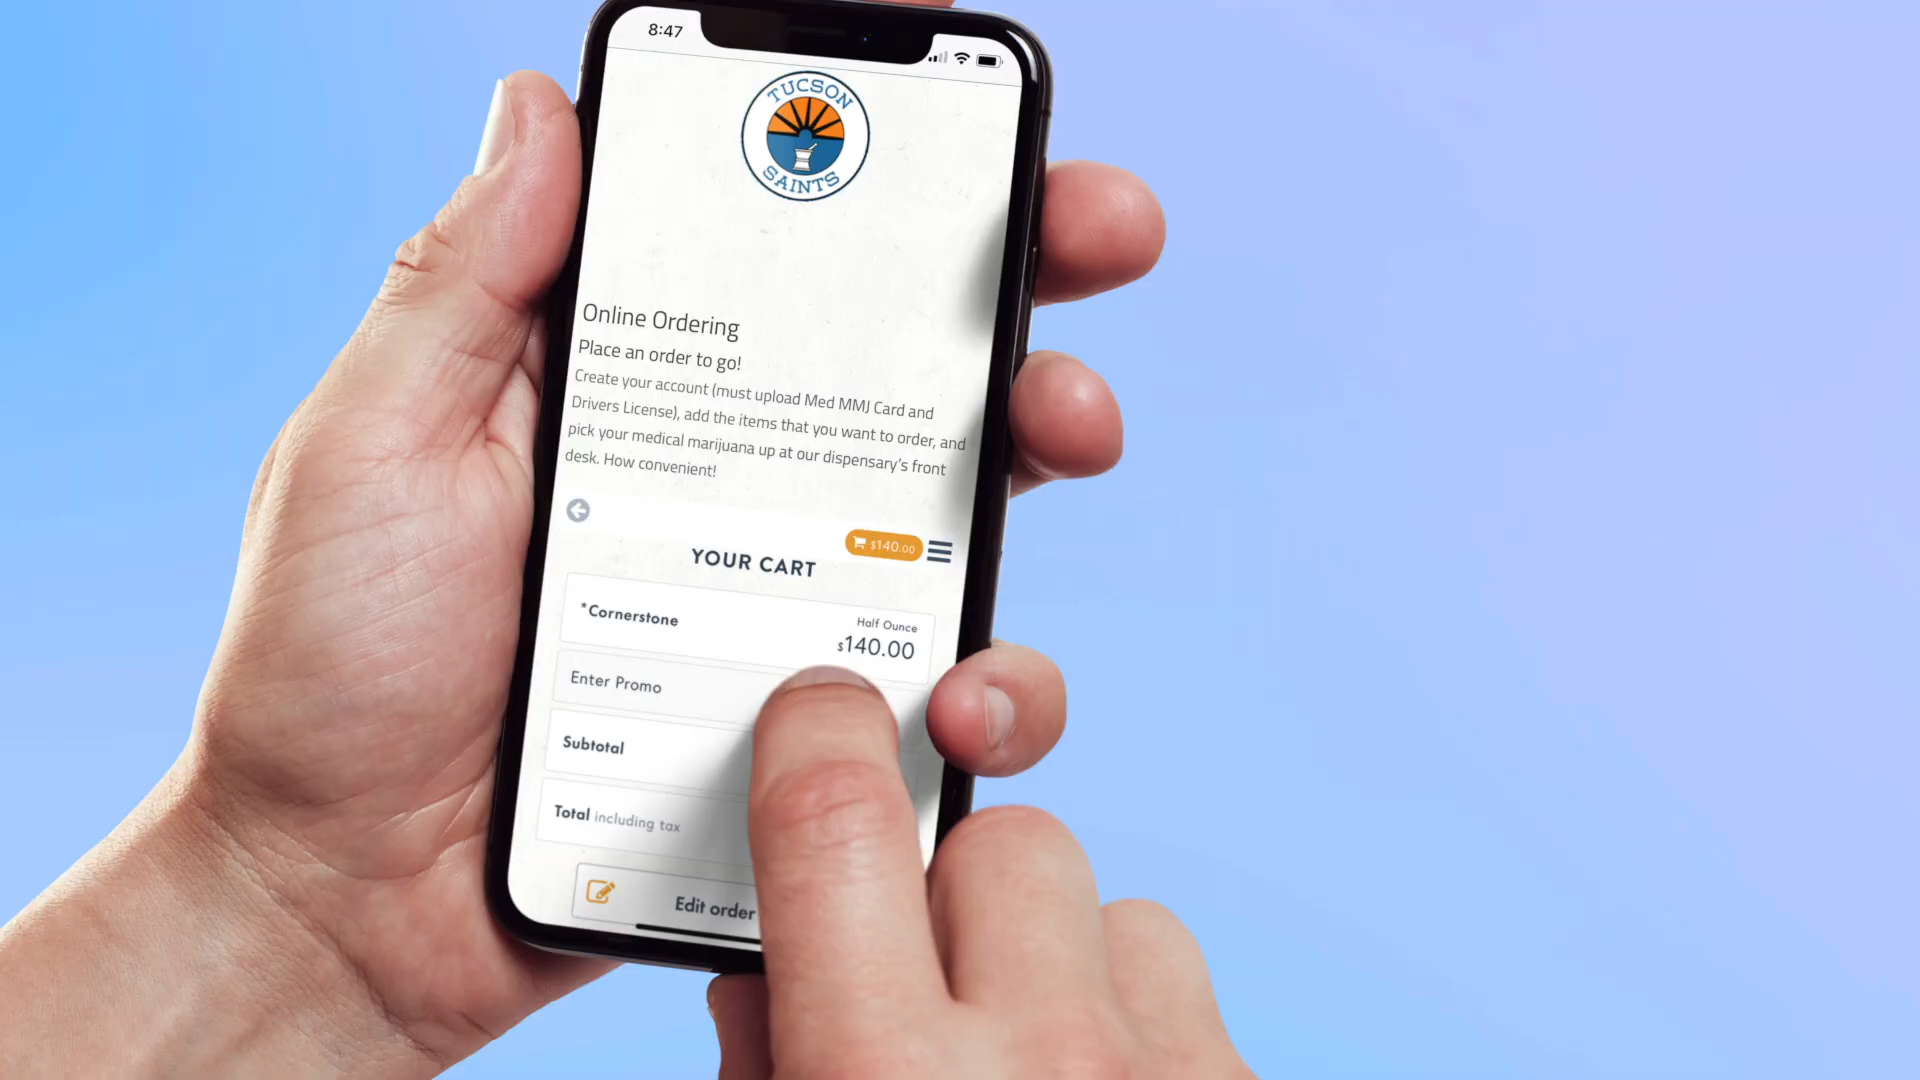 8:47
TUCSON
SAINTS
Online Ordering
Place an order to go!
Create your account (must upload Med MMJ Card and
Drivers License), add the items that you want to order, and
pick your medical marijuana up at our dispensary's front
desk. How convenient!
$140.00
YOUR CART
*Cornerstone
Half Ounce
$140.00
Enter Promo
Subtotal
Total including tax
Edit order